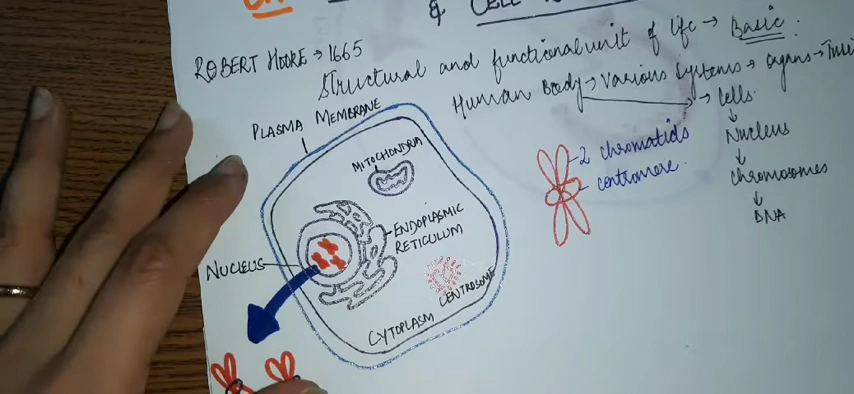 & CELL
ROBERT HOOKE → 1665
Structural and functional unit of life → Basic.
Human Body → Various Systems → Organs →
→ Cells
↓
Nucleus
↓
Chromosomes
↓
DNA
2 chromatids
centromere.
PLASMA MEMBRANE
MITOCHONDRIA
ENDOPLASMIC
RETICULUM
NUCLEUS
CENTROSOME
CYTOPLASM